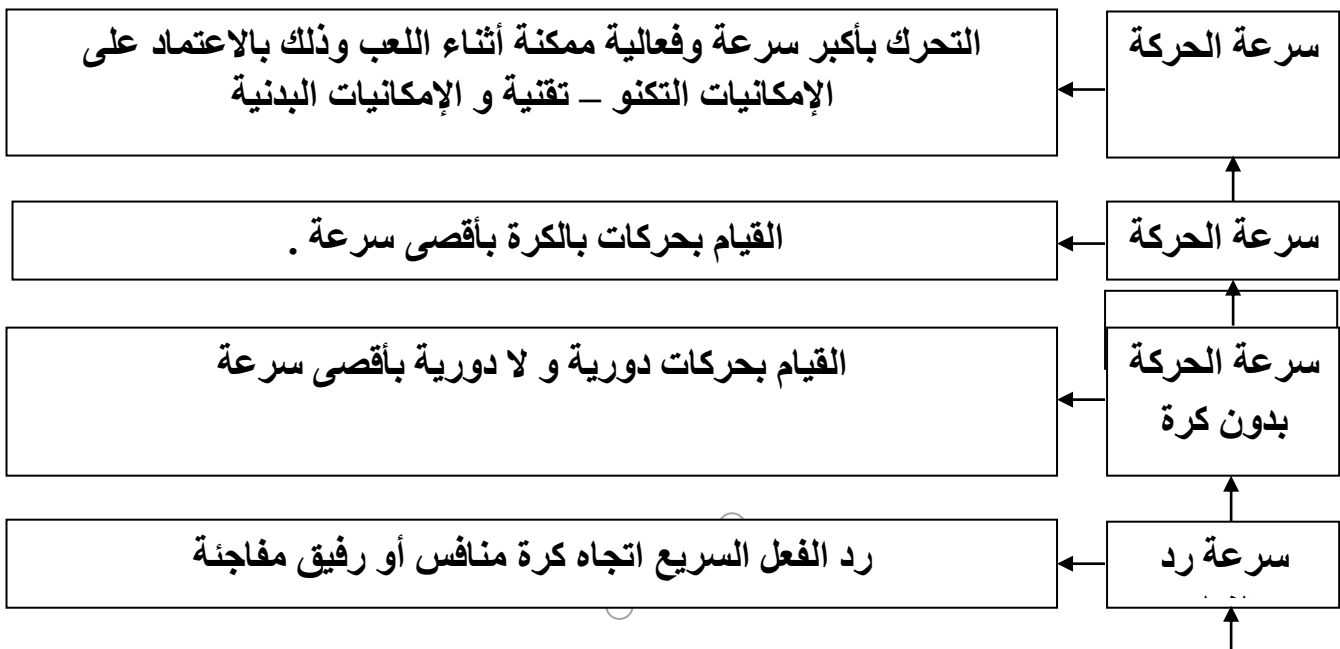 سرعة الحركة
التحرك بأكبر سرعة وفعالية ممكنة أثناء اللعب وذلك بالاعتماد على
الإمكانيات التكنو – تقنية و الإمكانيات البدنية
سرعة الحركة
القيام بحركات بالكرة بأقصى سرعة .
سرعة الحركة
بدون كرة
القيام بحركات دورية و لا دورية بأقصى سرعة
سرعة رد
رد الفعل السريع اتجاه كرة منافس أو رفيق مفاجئة